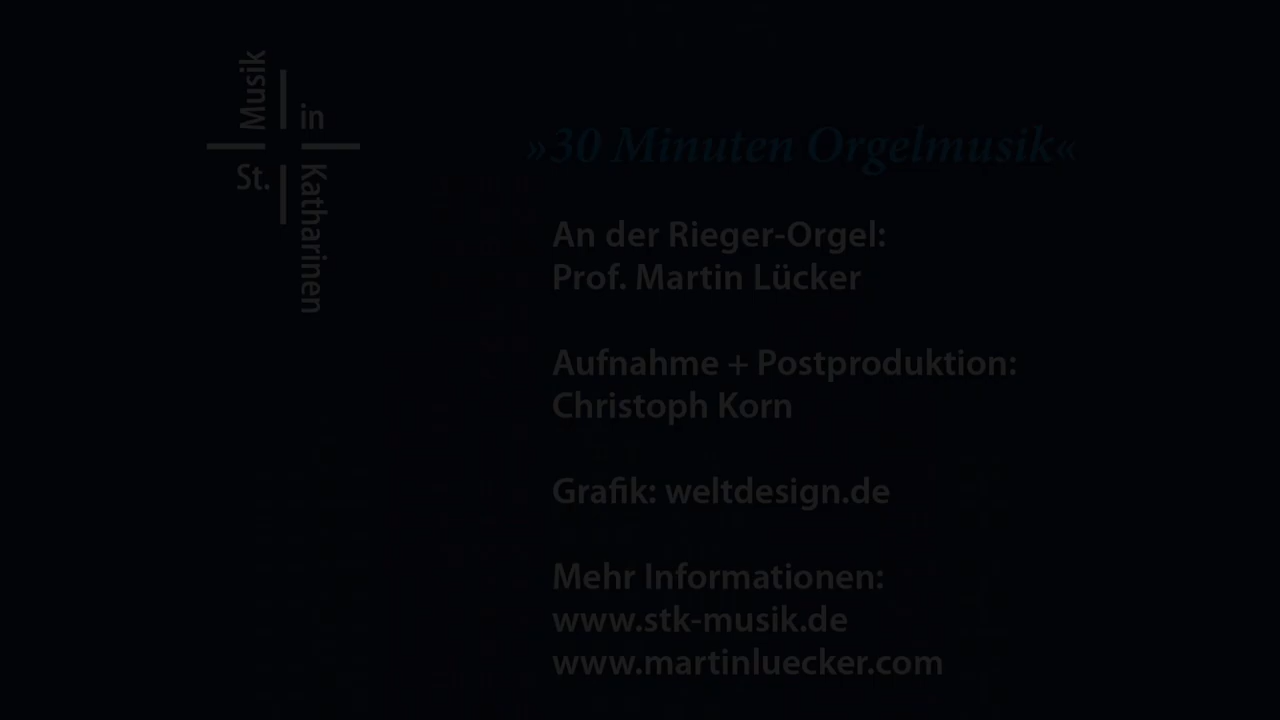 Musik
in
St.
Katharinen
»30 Minuten Orgelmusik«
An der Rieger-Orgel:
Prof. Martin Lücker
Aufnahme + Postproduktion:
Christoph Korn
Grafik: weltdesign.de
Mehr Informationen:
www.stk-musik.de
www.martinluecker.com